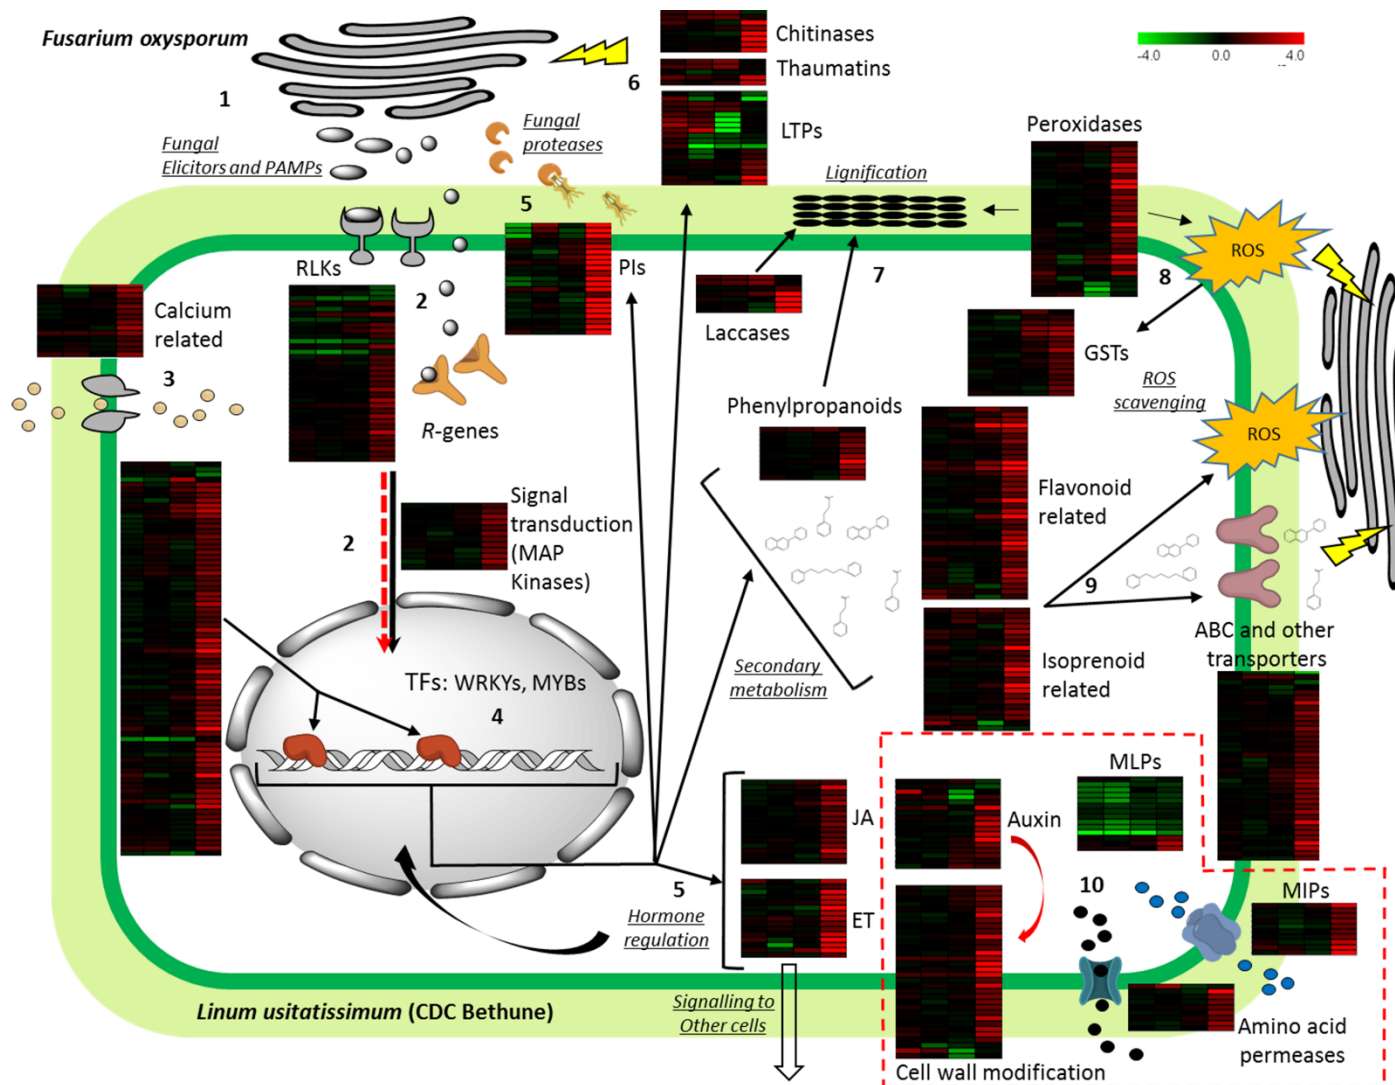 Fusarium oxysporum
1
Fungal
Elicitors and PAMPs
Fungal
proteases
6
Chitinases
Thaumatins
LTPs
-4.0 0.0 4.0
Peroxidases
Lignification
5
RLKs
2
PIs
Calcium
related
3
R-genes
Laccases
7
8
ROS
GSTs
ROS
scavenging
ROS
Phenylpropanoids
Flavonoid
related
2
Signal
transduction
(MAP
Kinases)
9
ABC and other
transporters
Isoprenoid
related
Secondary
metabolism
TFs: WRKYs, MYBs
4
MLPs
JA
Auxin
5
Hormone
regulation
ET
10
MIPs
Linum usitatissimum (CDC Bethune)
Signalling to
Other cells
Amino acid
permeases
Cell wall modification